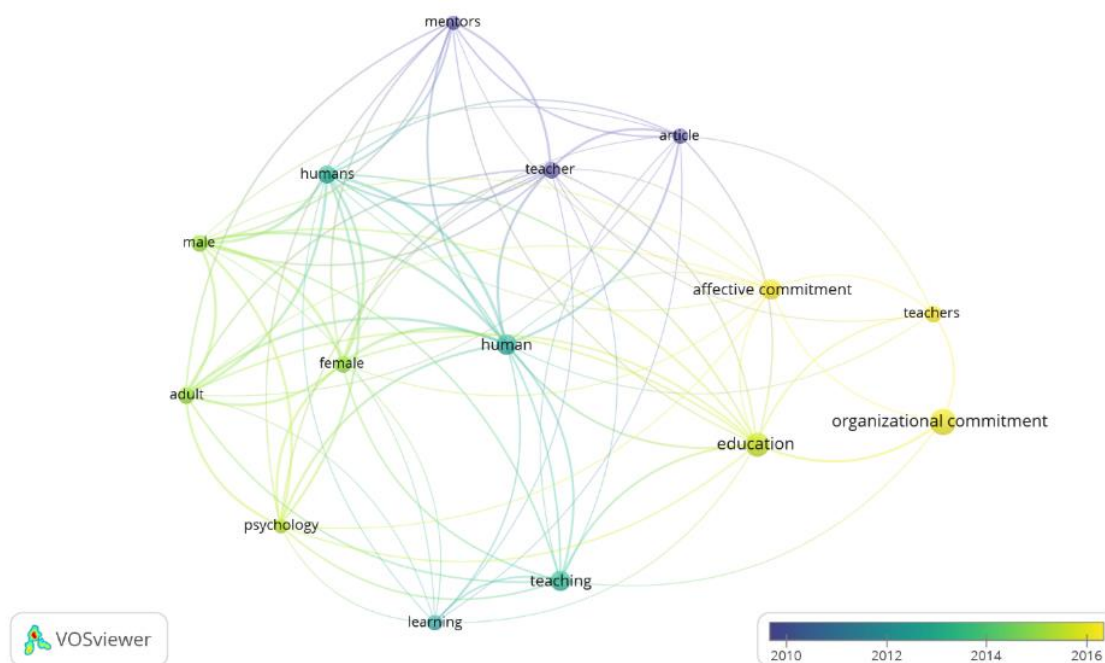 mentors
article
teacher
humans
male
affective commitment
teachers
human
female
adult
organizational commitment
education
psychology
teaching
learning
VOSviewer
2010 2012 2014 2016